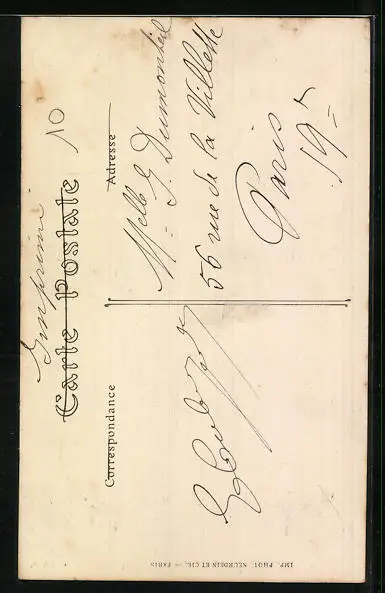 Imprimé 10
Carte Postale
Correspondance
Adresse
Melle G. Dumonteil
56 rue de la Villette
Paris
19e
IMP. PHOT. NEURDEIN ET CIE. — PARIS